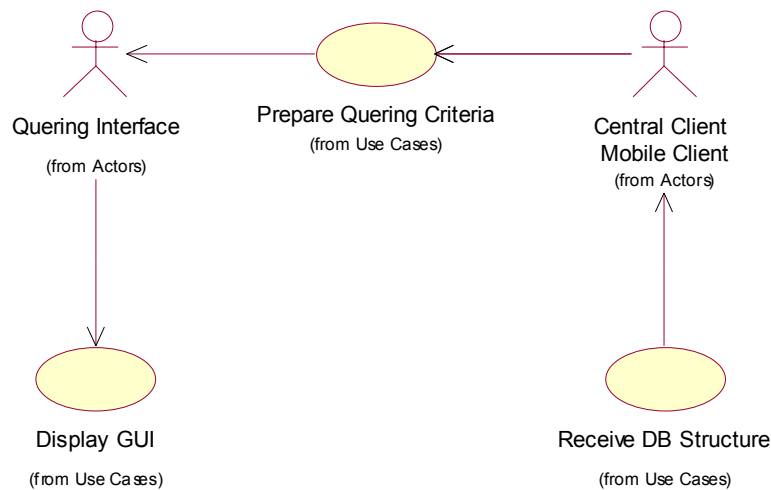 Quering Interface
(from Actors)
Prepare Quering Criteria
(from Use Cases)
Central Client
Mobile Client
(from Actors)
Display GUI
(from Use Cases)
Receive DB Structure
(from Use Cases)